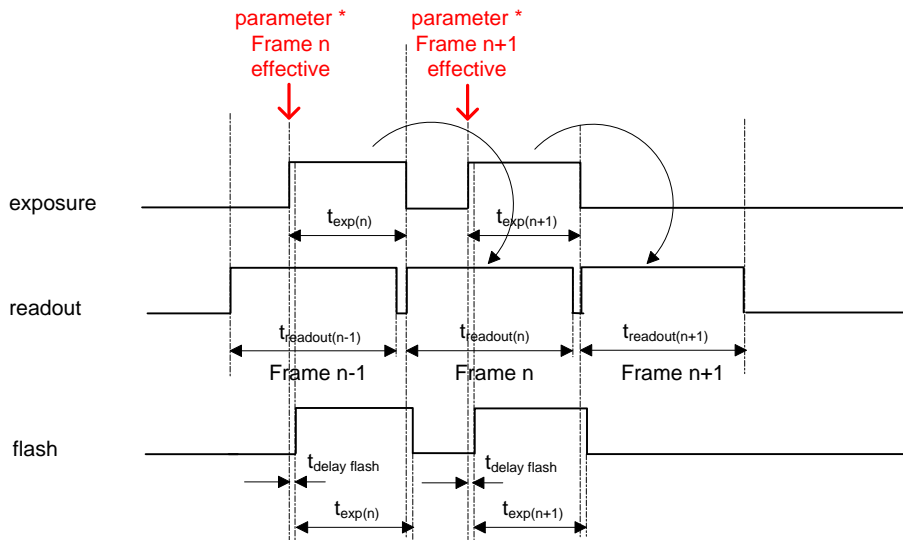 parameter *
Frame n
effective
parameter *
Frame n+1
effective
exposure
texp(n)
texp(n+1)
readout
treadout(n-1)
treadout(n)
treadout(n+1)
Frame n-1
Frame n
Frame n+1
flash
tdelay flash
tdelay flash
texp(n)
texp(n+1)